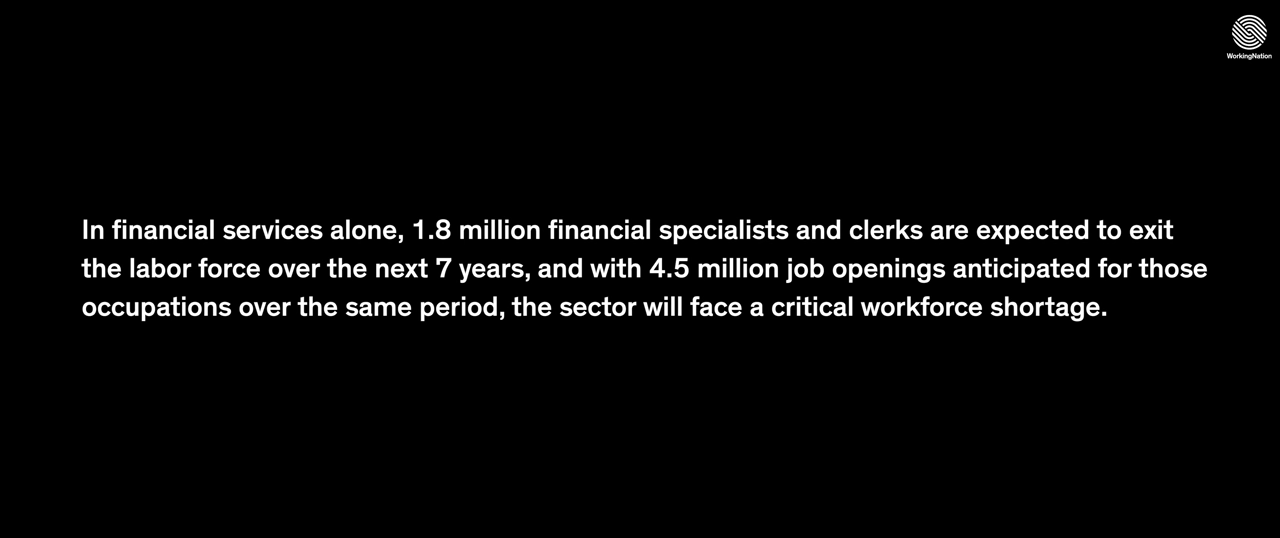 WorkingNation
In financial services alone, 1.8 million financial specialists and clerks are expected to exit
the labor force over the next 7 years, and with 4.5 million job openings anticipated for those
occupations over the same period, the sector will face a critical workforce shortage.